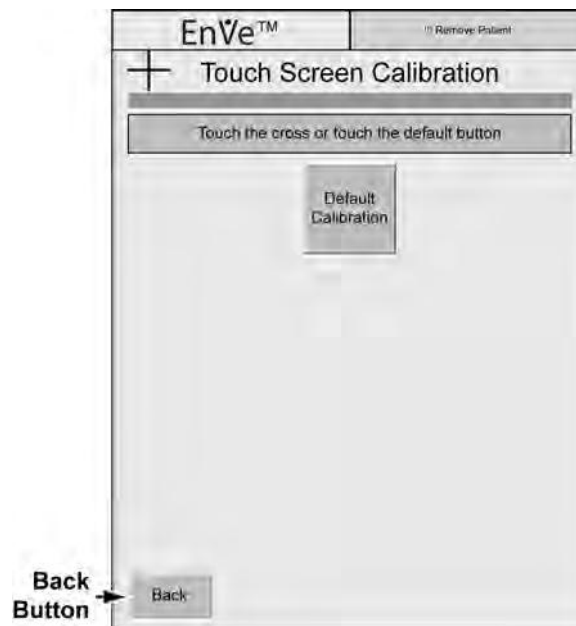 EnVe™
!!! Remove Patient
Touch Screen Calibration
Touch the cross or touch the default button
Default
Calibration
Back
Button
Back